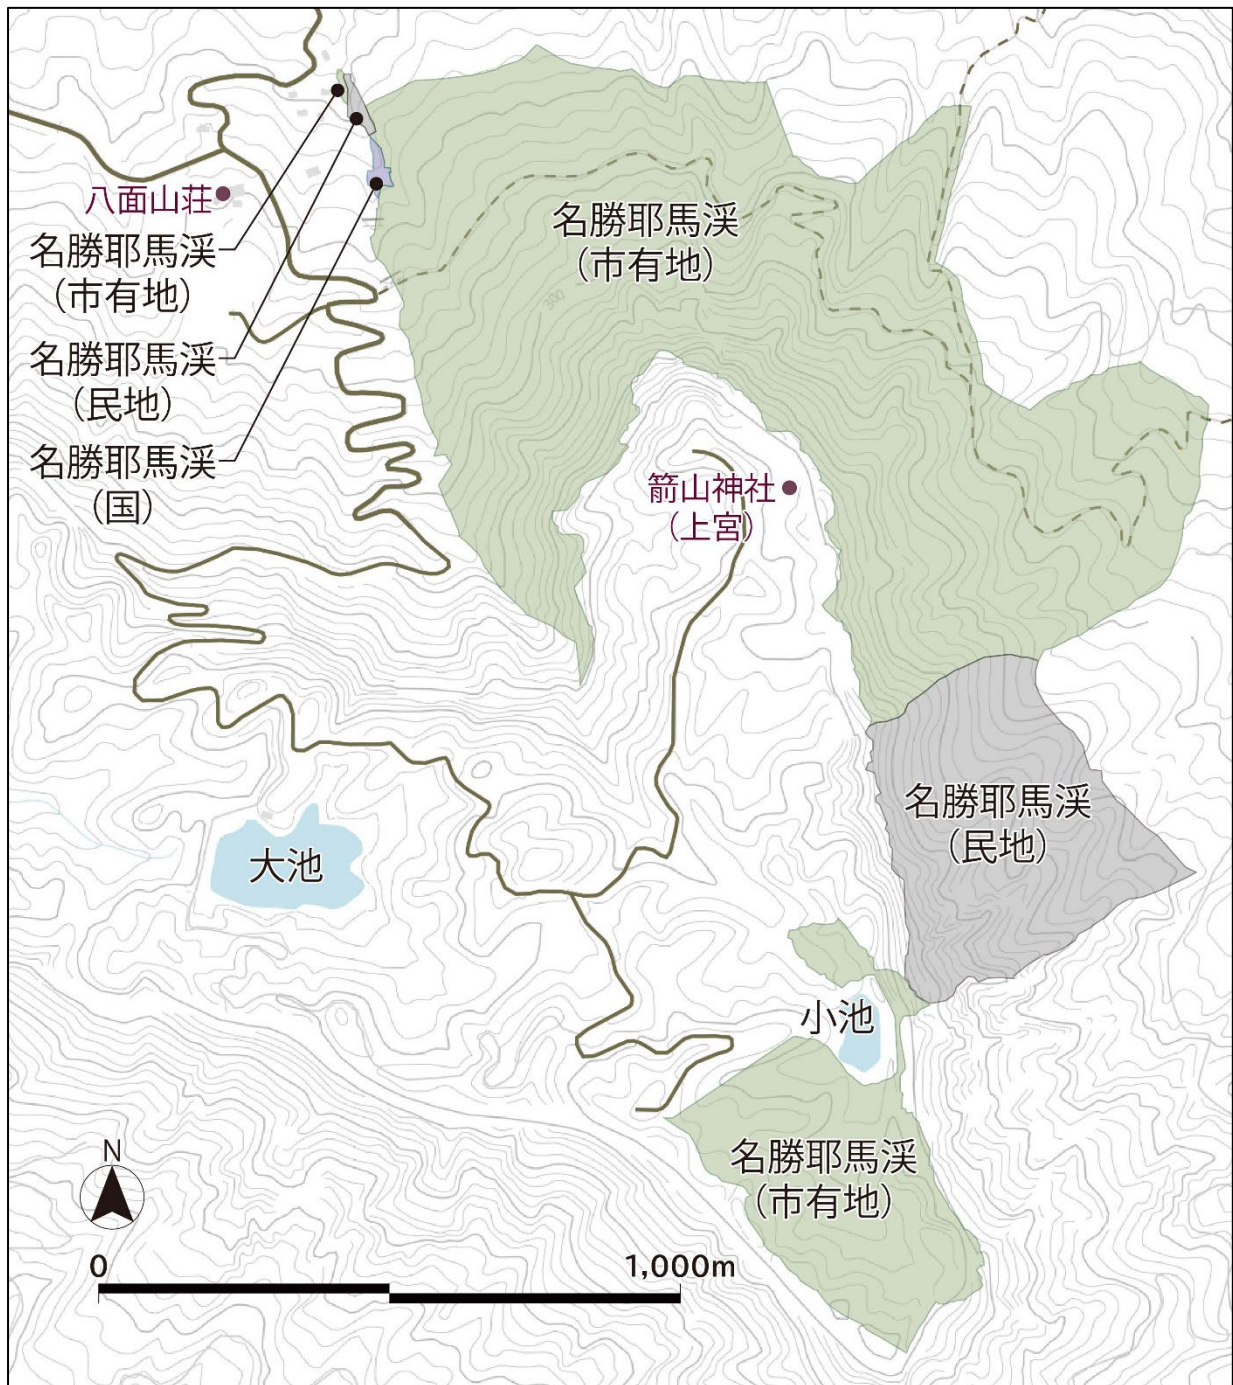 八面山荘
名勝耶馬渓
（市有地）
名勝耶馬渓
（民地）
名勝耶馬渓
（国）
名勝耶馬渓
（市有地）
300
箭山神社
（上宮）
名勝耶馬渓
（民地）
大池
小池
名勝耶馬渓
（市有地）
N
0 1,000m